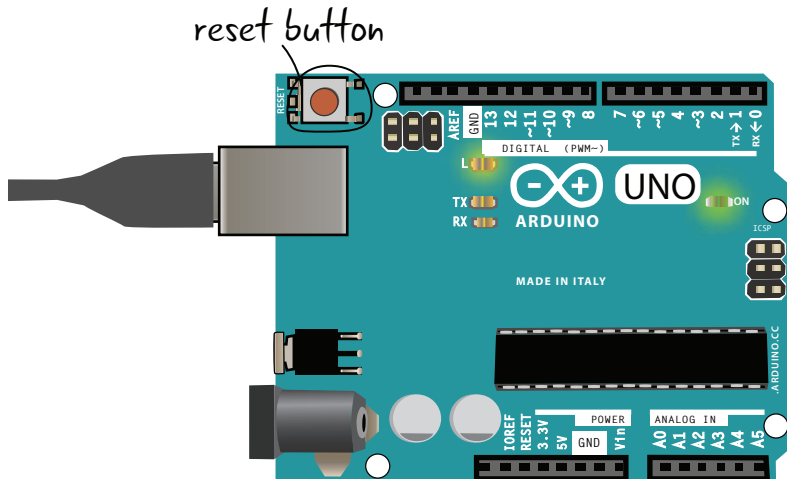 reset button
RESET
AREF
GND
13
12
~11
~10
~9
8
7
~6
~5
4
~3
2
TX→1
RX←0
DIGITAL (PWM~)
L
TX
RX
ARDUINO
UNO
ON
ICSP
MADE IN ITALY
.ARDUINO.CC
POWER
ANALOG IN
IOREF
RESET
3.3V
5V
GND
Vin
A0
A1
A2
A3
A4
A5